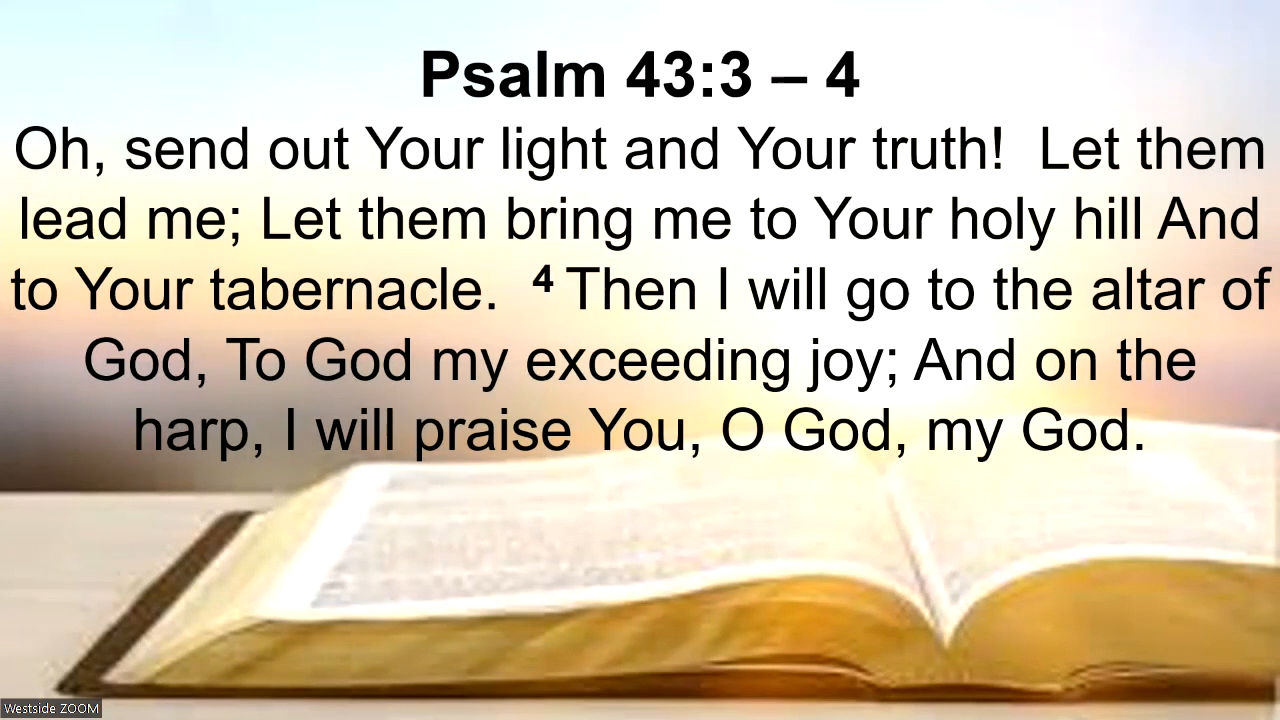 Psalm 43:3 – 4
Oh, send out Your light and Your truth!  Let them
lead me; Let them bring me to Your holy hill And
to Your tabernacle.  4 Then I will go to the altar of
God, To God my exceeding joy; And on the
harp, I will praise You, O God, my God.
Westside ZOOM